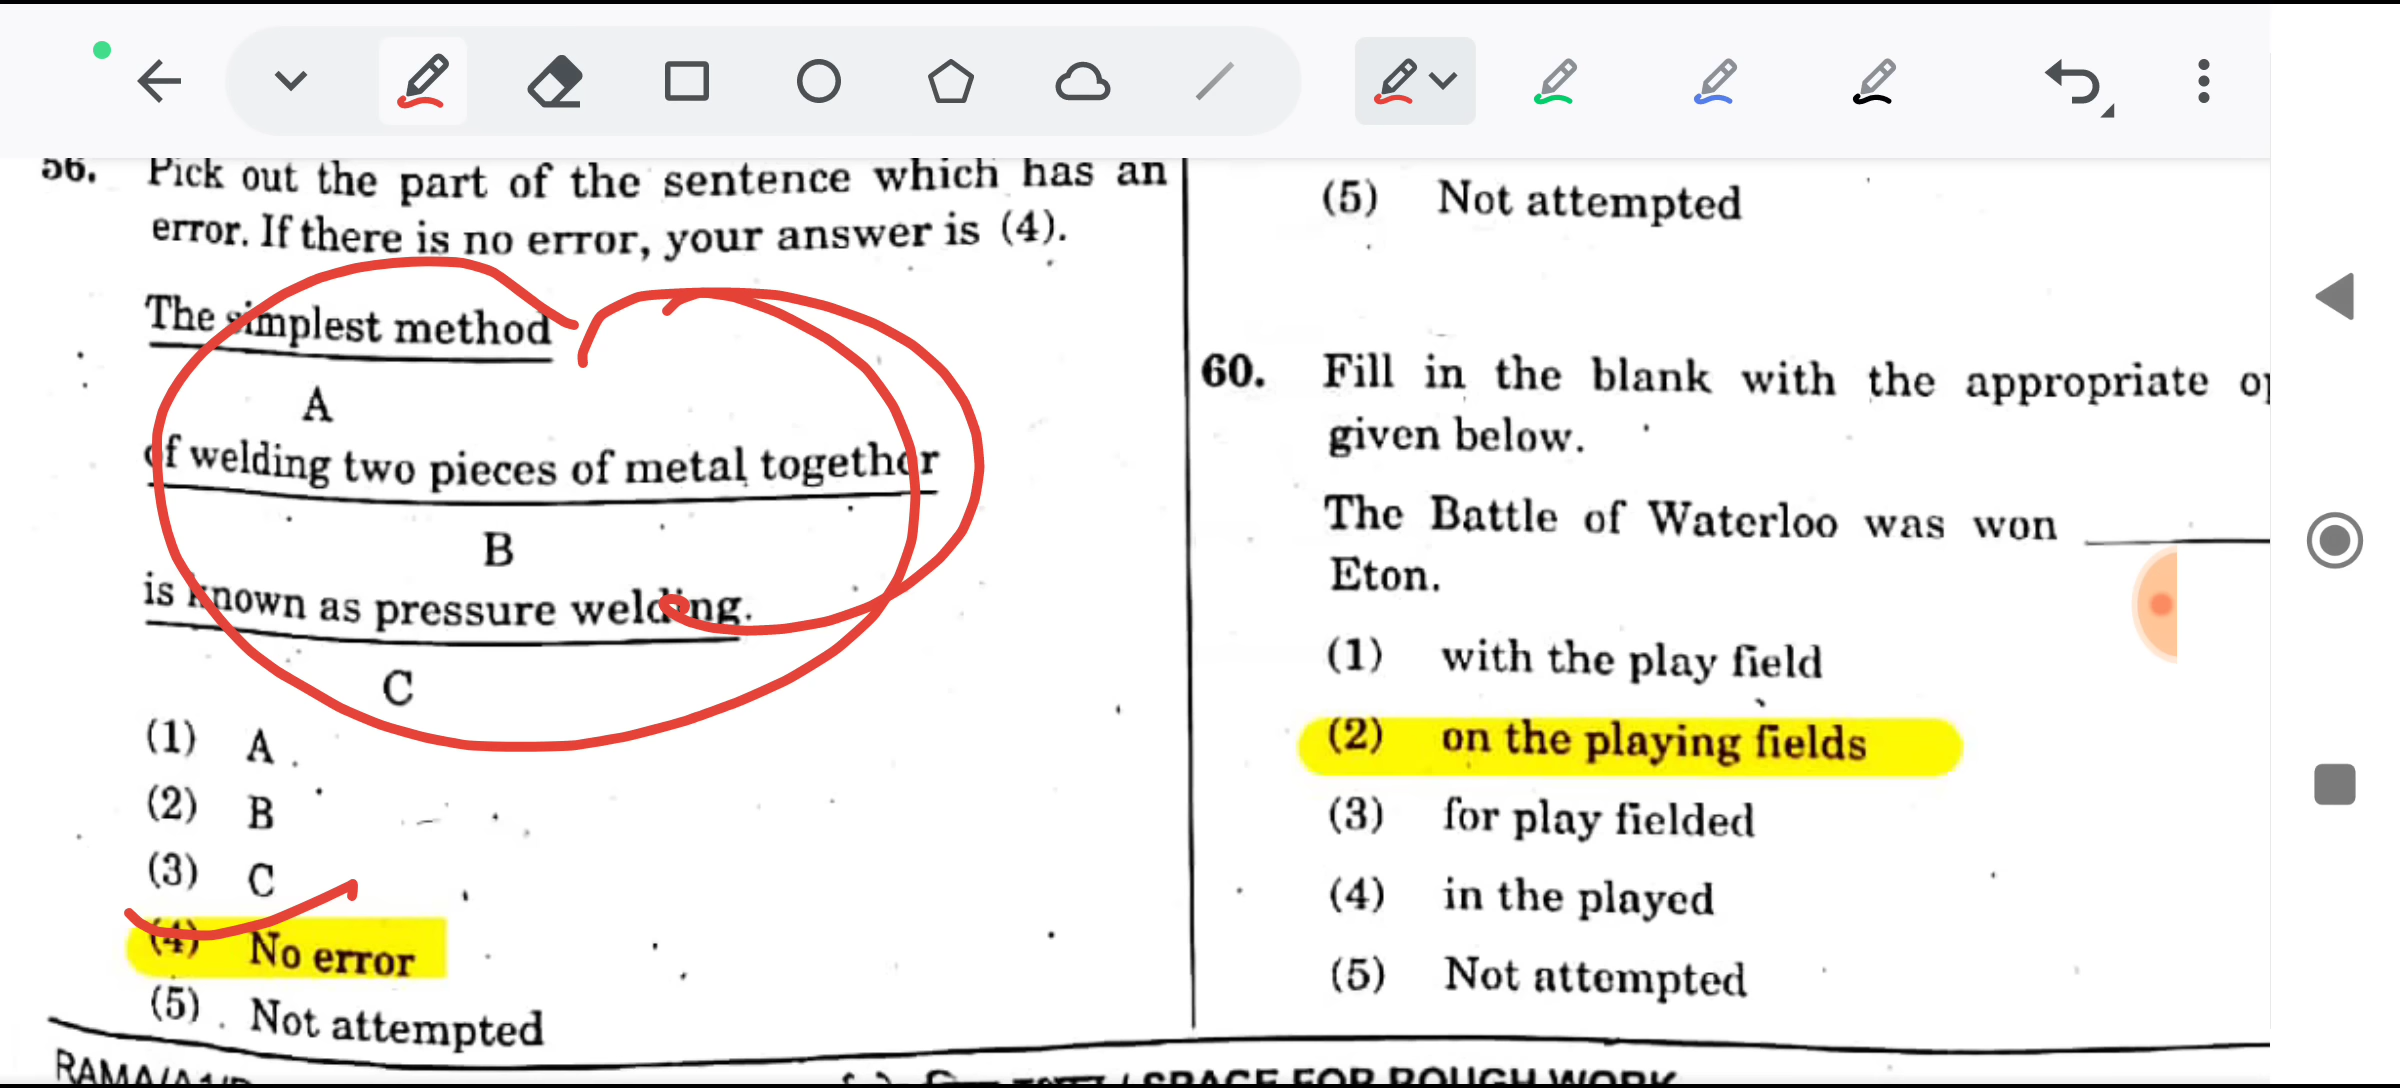 56. Pick out the part of the sentence which has an
error. If there is no error, your answer is (4).
The simplest method
A
of welding two pieces of metal together
B
is known as pressure welding.
C
(1) A
(2) B
(3) C
(4) No error
(5) Not attempted
(5) Not attempted
60. Fill in the blank with the appropriate
given below.
The Battle of Waterloo was won ____
Eton.
(1) with the play field
(2) on the playing fields
(3) for play fielded
(4) in the played
(5) Not attempted
/ SPACE FOR ROUGH WORK